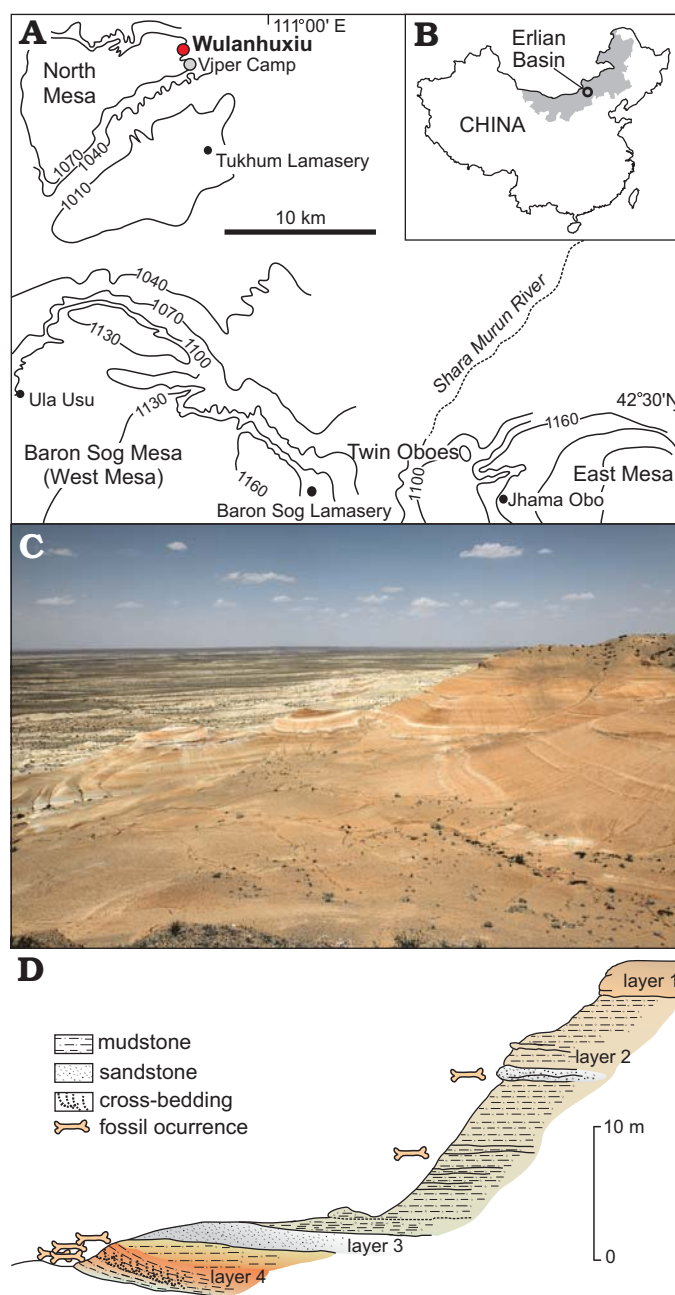 A
111°00' E
Wulanhuxiu
Viper Camp
North
Mesa
1070
1040
1010
Tukhum Lamasery
10 km
B
Erlian
Basin
CHINA
1040
1070
1100
1130
Shara Murun River
Ula Usu
1130
42°30'N
1160
Baron Sog Mesa
(West Mesa)
Twin Oboes
1160
1100
East Mesa
Baron Sog Lamasery
Jhama Obo
C
D
layer 1
mudstone
layer 2
sandstone
cross-bedding
fossil ocurrence
10 m
layer 3
0
layer 4